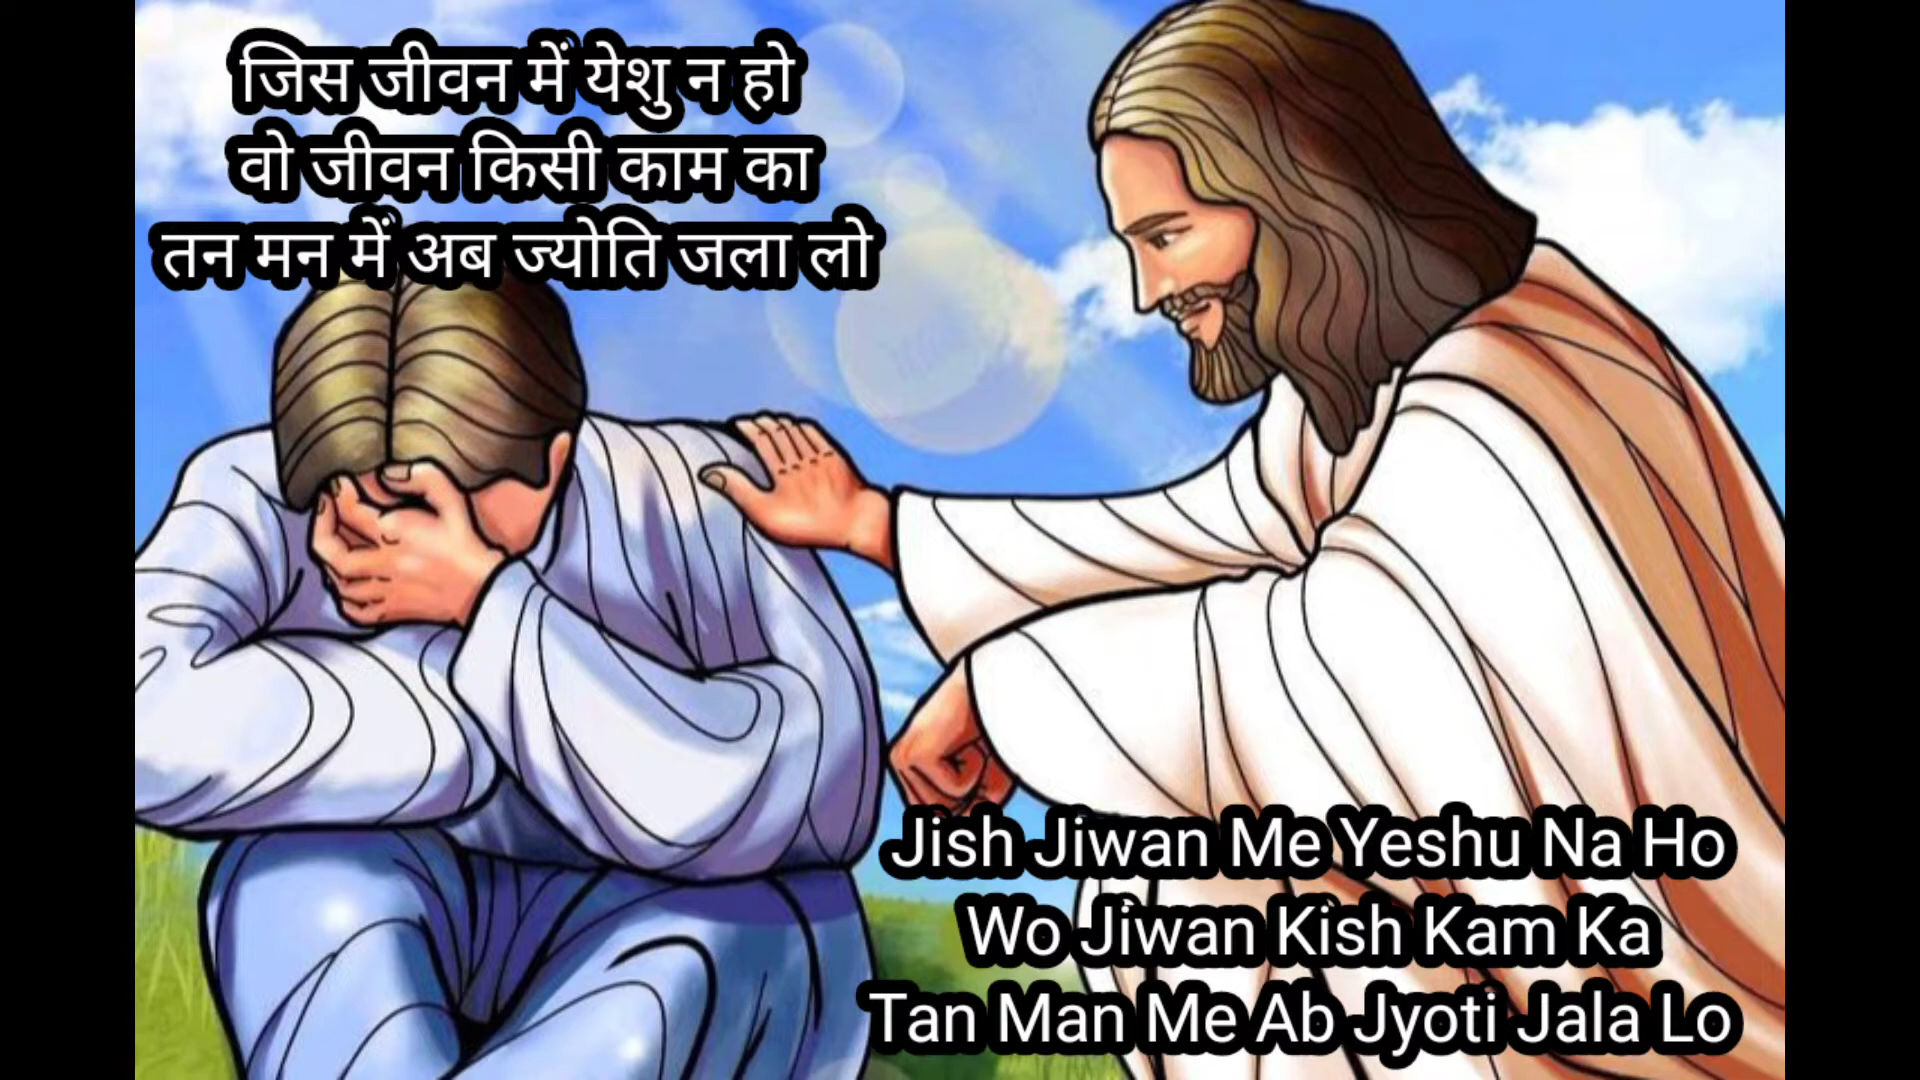 जिस जीवन में येशु न हो
वो जीवन किसी काम का
तन मन में अब ज्योति जला लो
Jish Jiwan Me Yeshu Na Ho
Wo Jiwan Kish Kam Ka
Tan Man Me Ab Jyoti Jala Lo